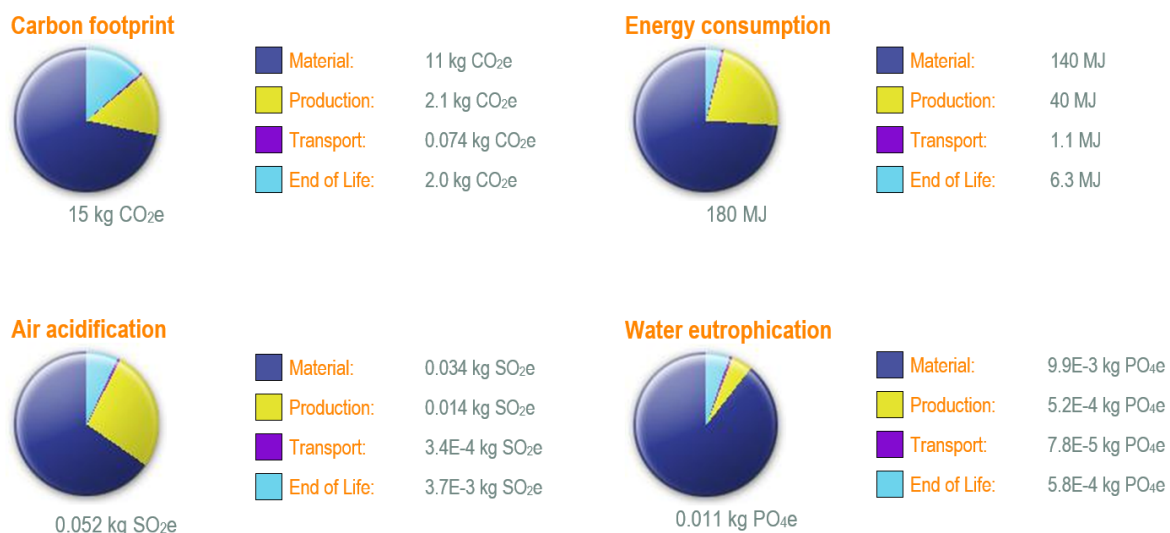 Carbon footprint
Material: 11 kg CO₂e
Production: 2.1 kg CO₂e
Transport: 0.074 kg CO₂e
End of Life: 2.0 kg CO₂e
15 kg CO₂e
Energy consumption
Material: 140 MJ
Production: 40 MJ
Transport: 1.1 MJ
End of Life: 6.3 MJ
180 MJ
Air acidification
Material: 0.034 kg SO₂e
Production: 0.014 kg SO₂e
Transport: 3.4E-4 kg SO₂e
End of Life: 3.7E-3 kg SO₂e
0.052 kg SO₂e
Water eutrophication
Material: 9.9E-3 kg PO₄e
Production: 5.2E-4 kg PO₄e
Transport: 7.8E-5 kg PO₄e
End of Life: 5.8E-4 kg PO₄e
0.011 kg PO₄e